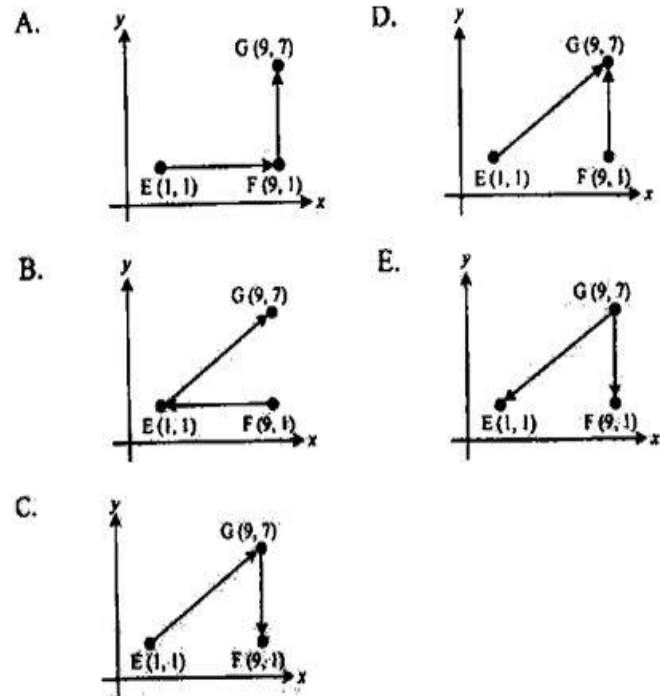 A.
y
G (9, 7)
E (1, 1)
F (9, 1)
x
B.
y
G (9, 7)
E (1, 1)
F (9, 1)
x
C.
y
G (9, 7)
E (1, 1)
F (9, 1)
x
D.
y
G (9, 7)
E (1, 1)
F (9, 1)
x
E.
y
G (9, 7)
E (1, 1)
F (9, 1)
x